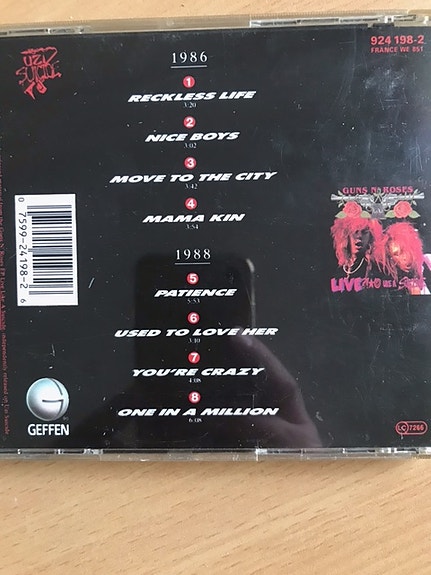 UZI
SUICIDE
924 198-2
FRANCE WE 851
1986
1
RECKLESS LIFE
3:20
2
NICE BOYS
3:02
3
MOVE TO THE CITY
3:42
4
MAMA KIN
3:54
1988
5
PATIENCE
5:53
6
USED TO LOVE HER
3:10
7
YOU'RE CRAZY
4:08
8
ONE IN A MILLION
6:08
GUNS N' ROSES
LIVE
LIKE A
0 7599-24198-2 6
GEFFEN
LC 7266